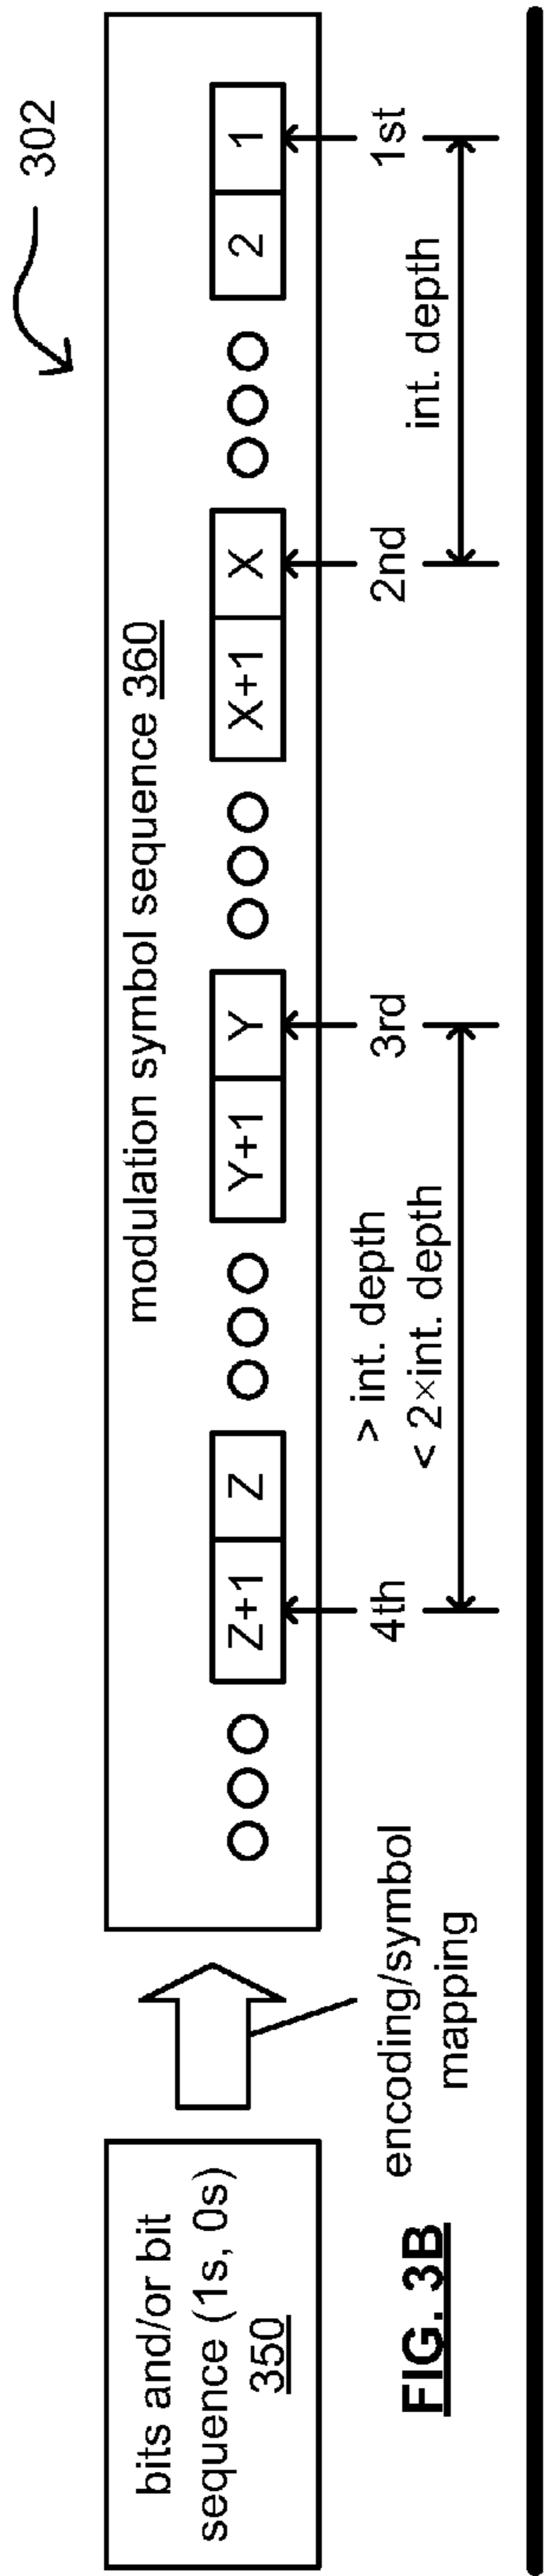 302
bits and/or bit
sequence (1s, 0s)
350
encoding/symbol
mapping
modulation symbol sequence 360
Z+1 Z Y+1 Y X+1 X 2 1
4th 3rd 2nd 1st
> int. depth
< 2×int. depth
int. depth
FIG. 3B